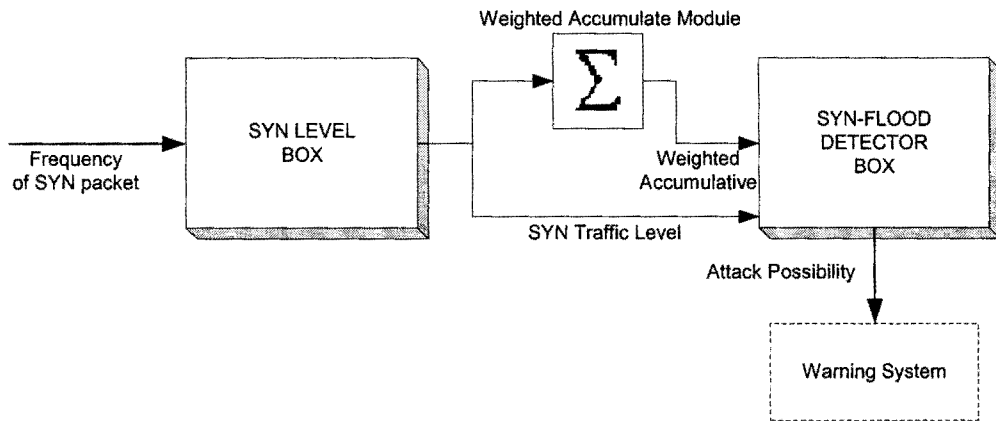 Weighted Accumulate Module
Σ
SYN LEVEL
BOX
SYN-FLOOD
DETECTOR
BOX
Frequency
of SYN packet
Weighted
Accumulative
SYN Traffic Level
Attack Possibility
Warning System